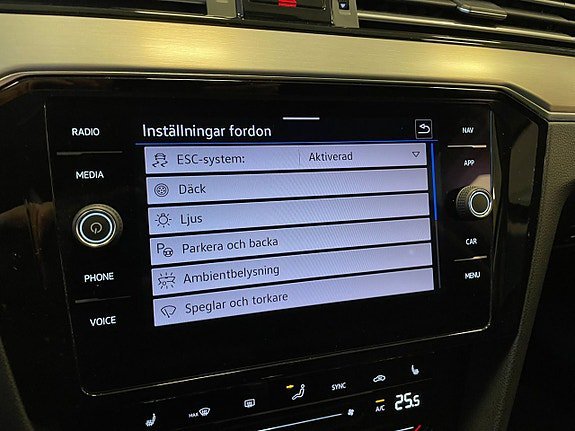 RADIO
MEDIA
PHONE
VOICE
Inställningar fordon
ESC-system: Aktiverad
Däck
Ljus
Parkera och backa
Ambientbelysning
Speglar och torkare
NAV
APP
CAR
MENU
MAX
SYNC
A/C 25.5